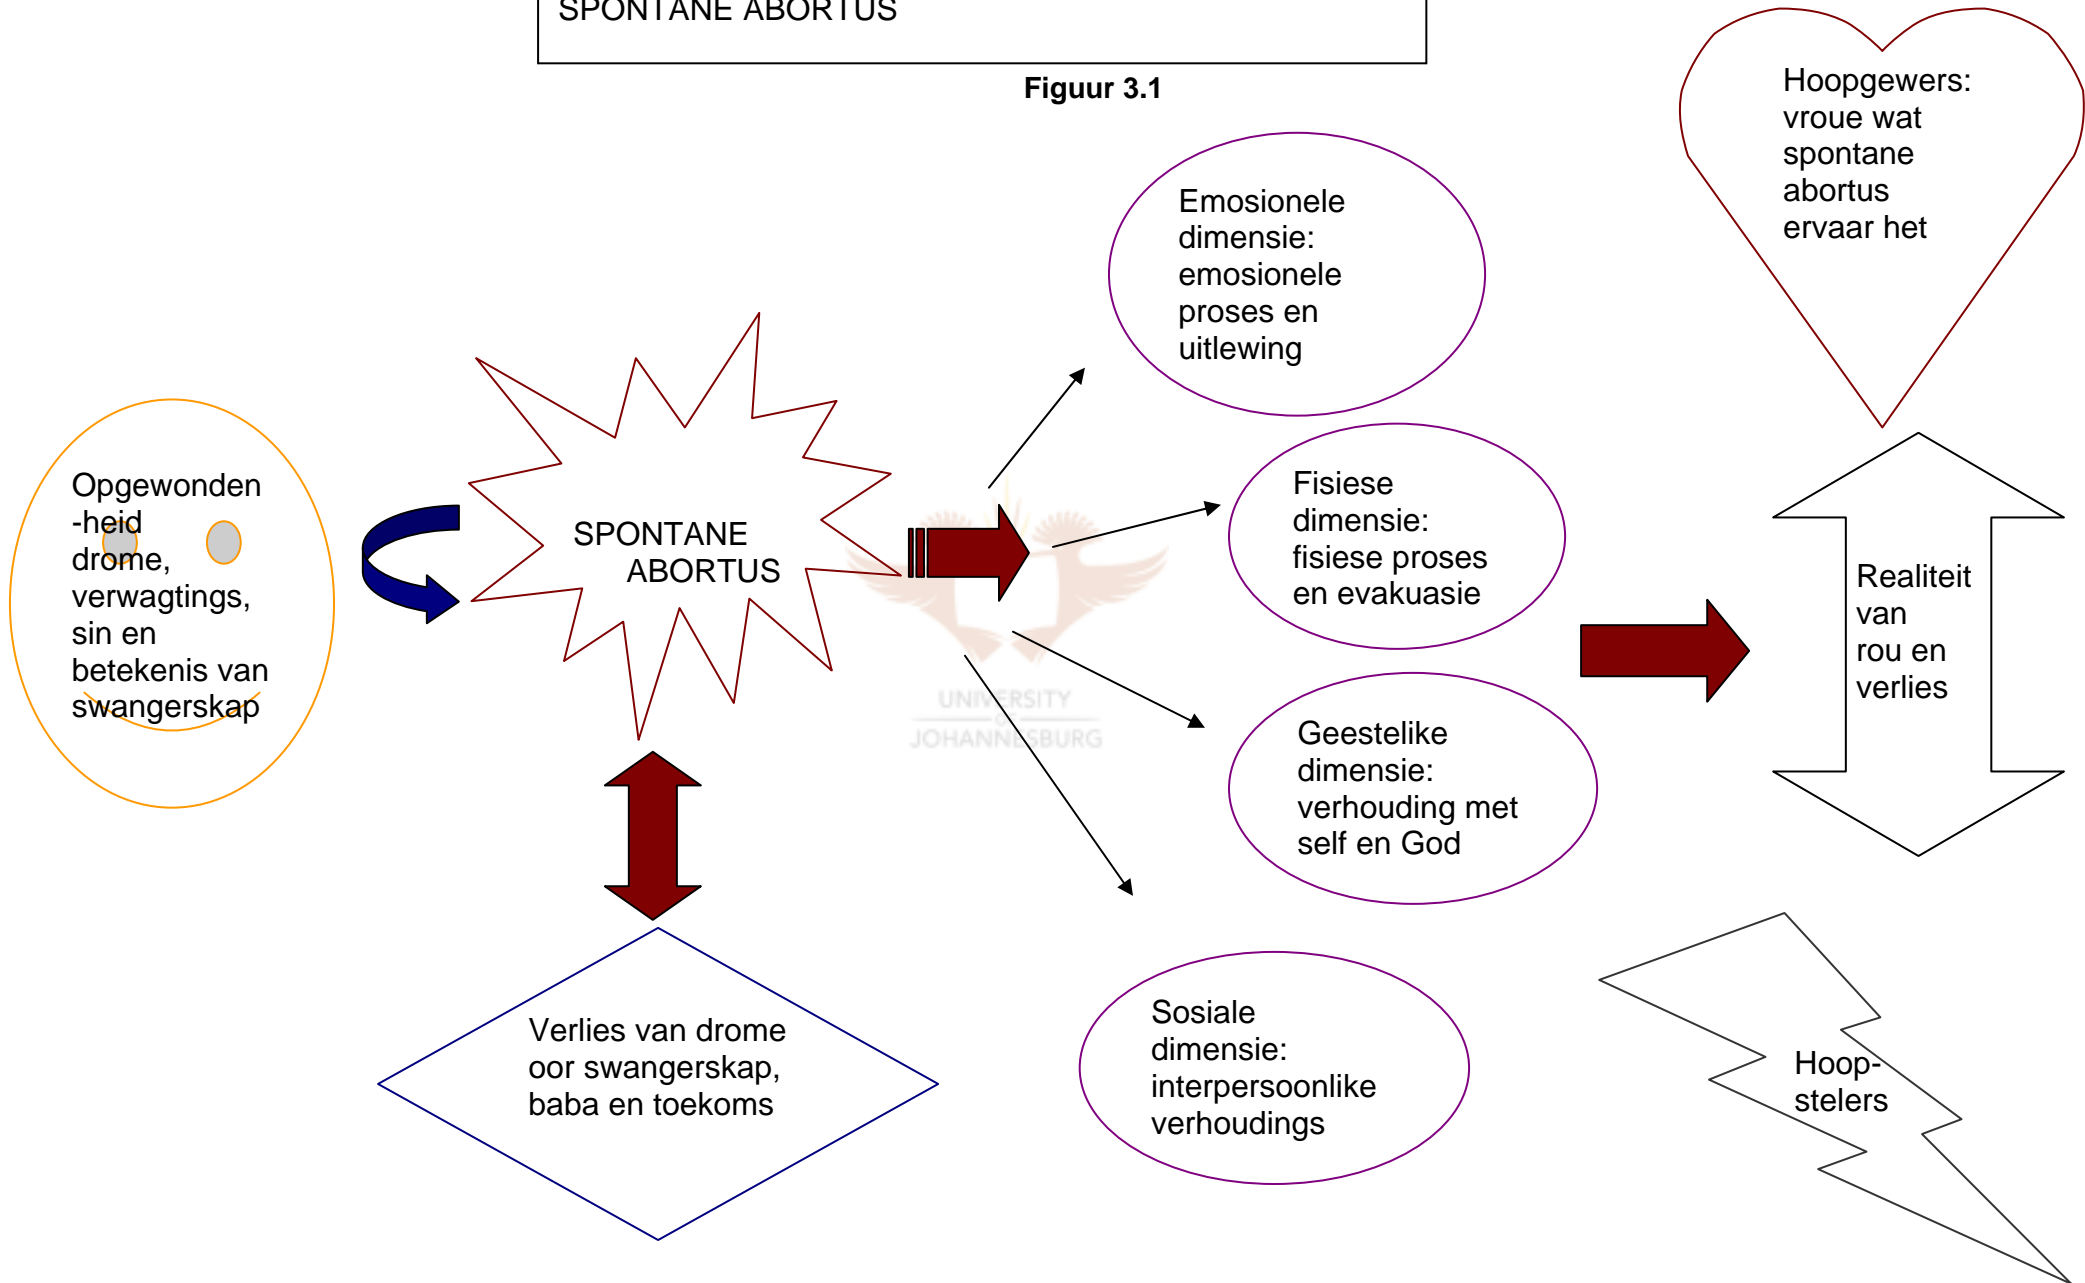 SPONTANE ABORTUS
Figuur 3.1
Opgewonden
-heid
drome,
verwagtings,
sin en
betekenis van
swangerskap
SPONTANE
ABORTUS
Verlies van drome
oor swangerskap,
baba en toekoms
Emosionele
dimensie:
emosionele
proses en
uitlewing
Fisiese
dimensie:
fisiese proses
en evakuasie
Geestelike
dimensie:
verhouding met
self en God
Sosiale
dimensie:
interpersoonlike
verhoudings
UNIVERSITY
OF
JOHANNESBURG
Hoopgewers:
vroue wat
spontane
abortus
ervaar het
Realiteit
van
rou en
verlies
Hoop-
stelers